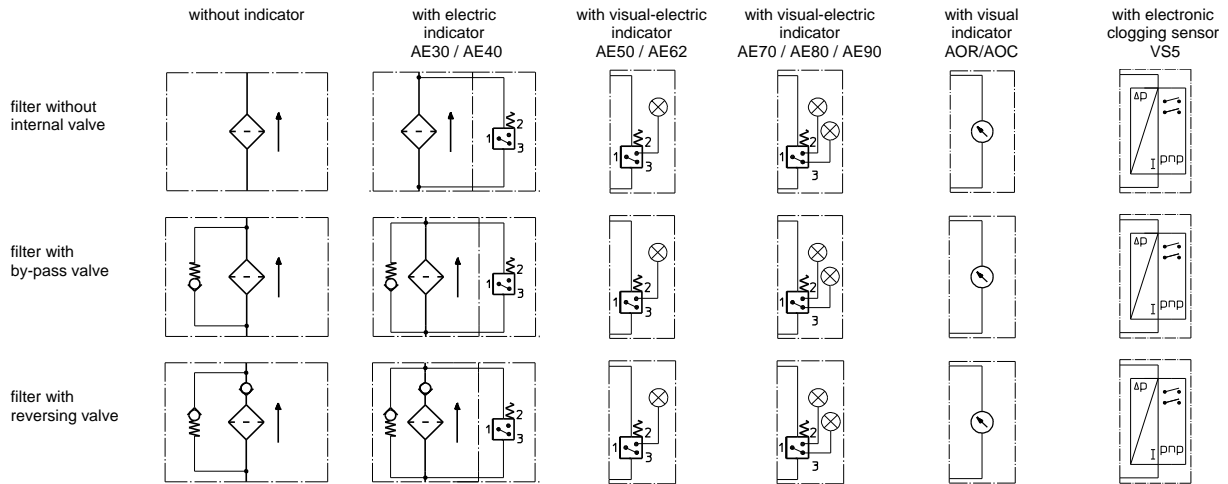 without indicator
with electric
indicator
AE30 / AE40
with visual-electric
indicator
AE50 / AE62
with visual-electric
indicator
AE70 / AE80 / AE90
with visual
indicator
AOR/AOC
with electronic
clogging sensor
VS5
filter without
internal valve
1 2 3
1 2 3
1 2 3
Δp
I pnp
filter with
by-pass valve
1 2 3
1 2 3
1 2 3
Δp
I pnp
filter with
reversing valve
1 2 3
1 2 3
1 2 3
Δp
I pnp